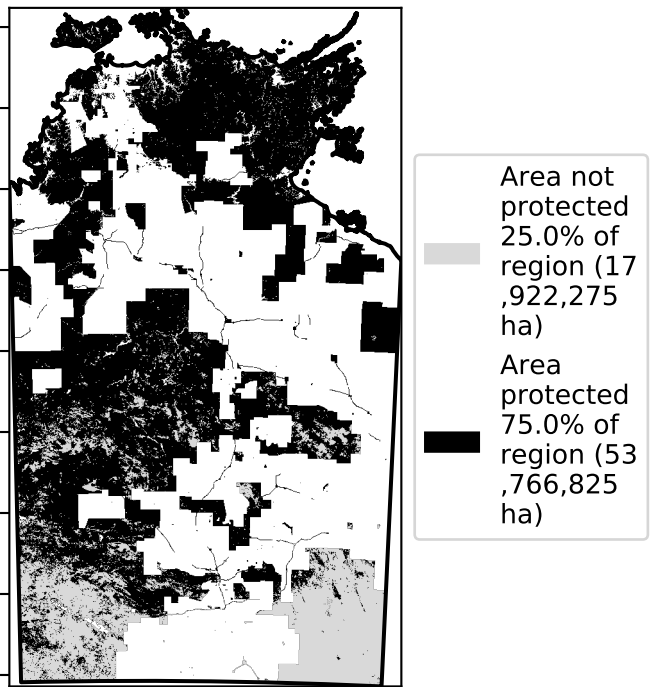 Area not
protected
25.0% of
region (17
,922,275
ha)
Area
protected
75.0% of
region (53
,766,825
ha)